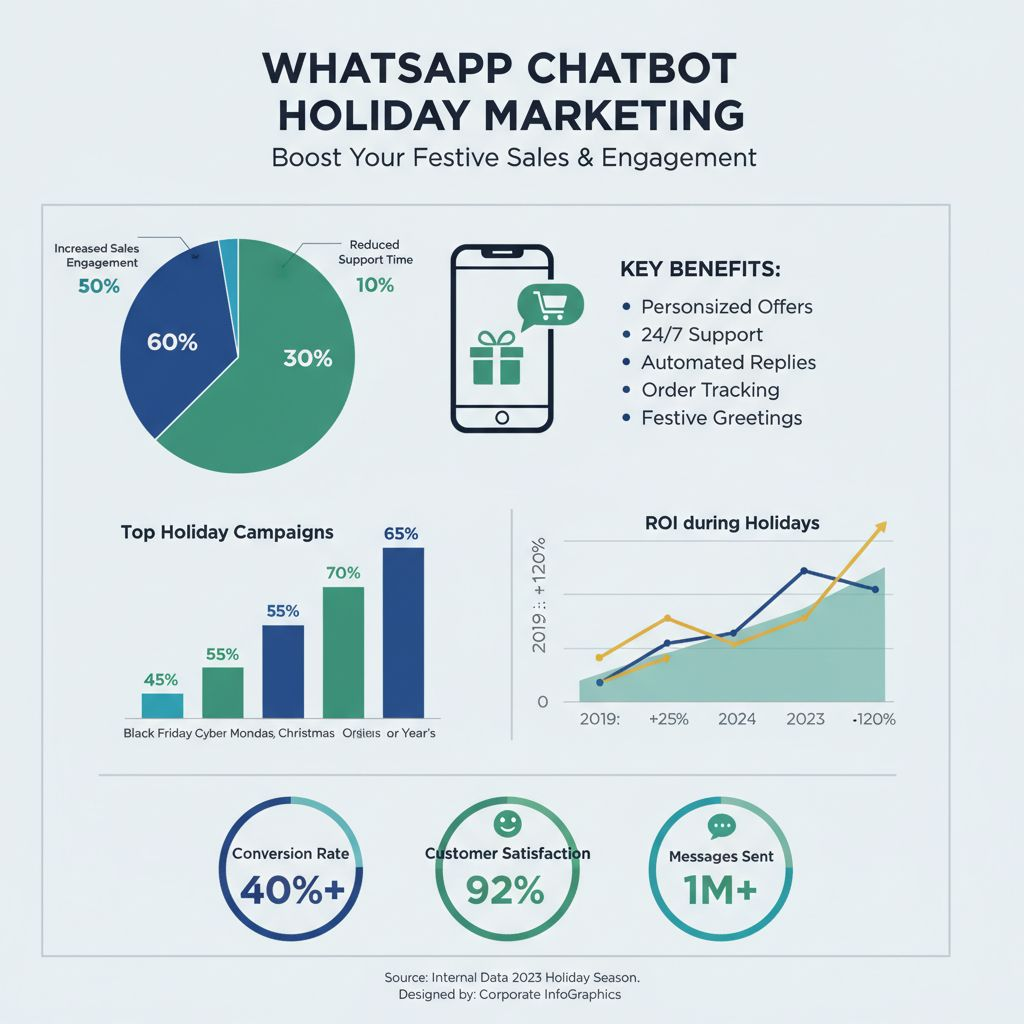 WHATSAPP CHATBOT
HOLIDAY MARKETING
Boost Your Festive Sales & Engagement
Increased Sales
Engagement
50%
Reduced
Support Time
10%
60%
30%
KEY BENEFITS:
Personsized Offers
24/7 Support
Automated Replies
Order Tracking
Festive Greetings
Top Holiday Campaigns
45%
55%
55%
70%
65%
Black Friday Cyber Mondas, Christmas or Year's
ROI during Holidays
2019 :: +120%
0
2019: +25% 2024 2023 -120%
Conversion Rate
40%+
Customer Satisfaction
92%
Messages Sent
1M+
Source: Internal Data 2023 Holiday Season.
Designed by: Corporate InfoGraphics